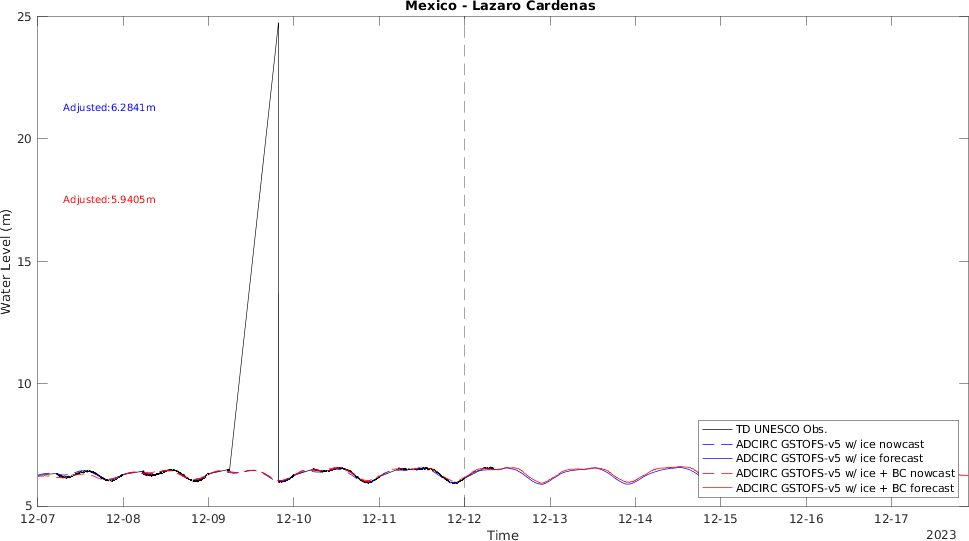 Mexico - Lazaro Cardenas
25
20
15
10
5
Water Level (m)
Adjusted:6.2841m
Adjusted:5.9405m
TD UNESCO Obs.
ADCIRC GSTOFS-v5 w/ ice nowcast
ADCIRC GSTOFS-v5 w/ ice forecast
ADCIRC GSTOFS-v5 w/ ice + BC nowcast
ADCIRC GSTOFS-v5 w/ ice + BC forecast
12-07 12-08 12-09 12-10 12-11 12-12 12-13 12-14 12-15 12-16 12-17
Time
2023